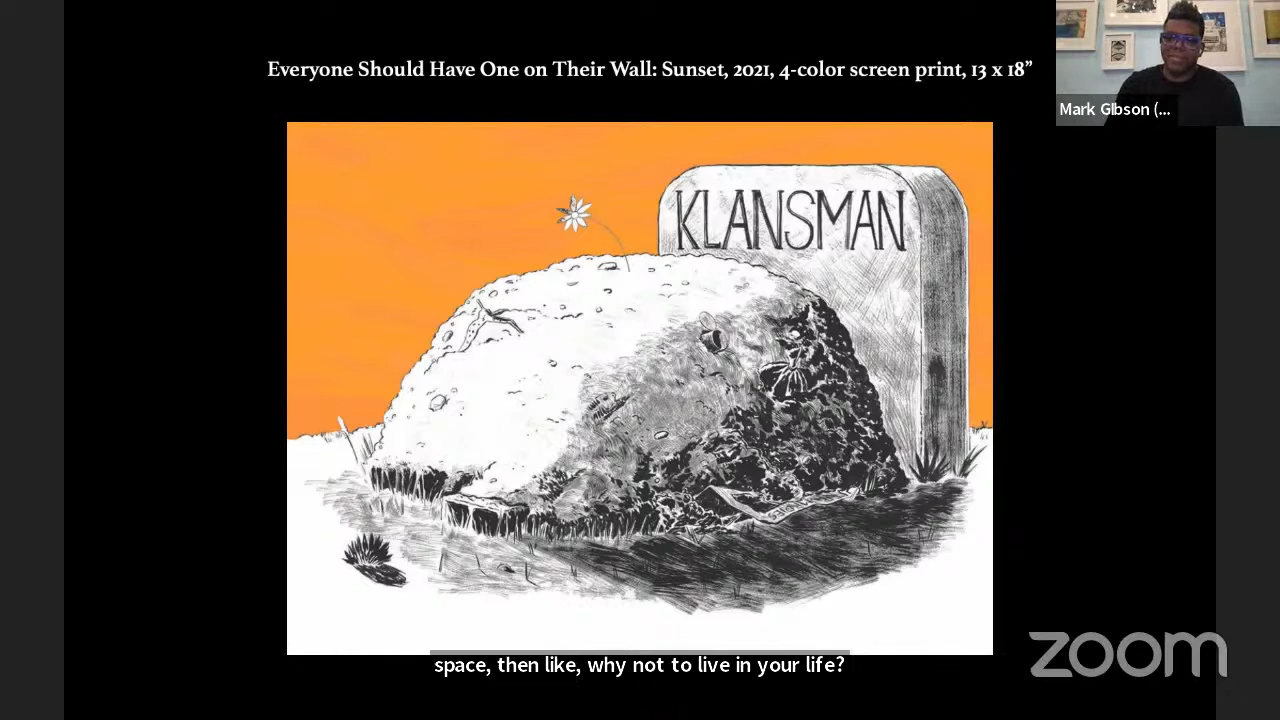 Everyone Should Have One on Their Wall: Sunset, 2021, 4-color screen print, 13 x 18”
Mark GIbson (...
KLANSMAN
space, then like, why not to live in your life?
zoom